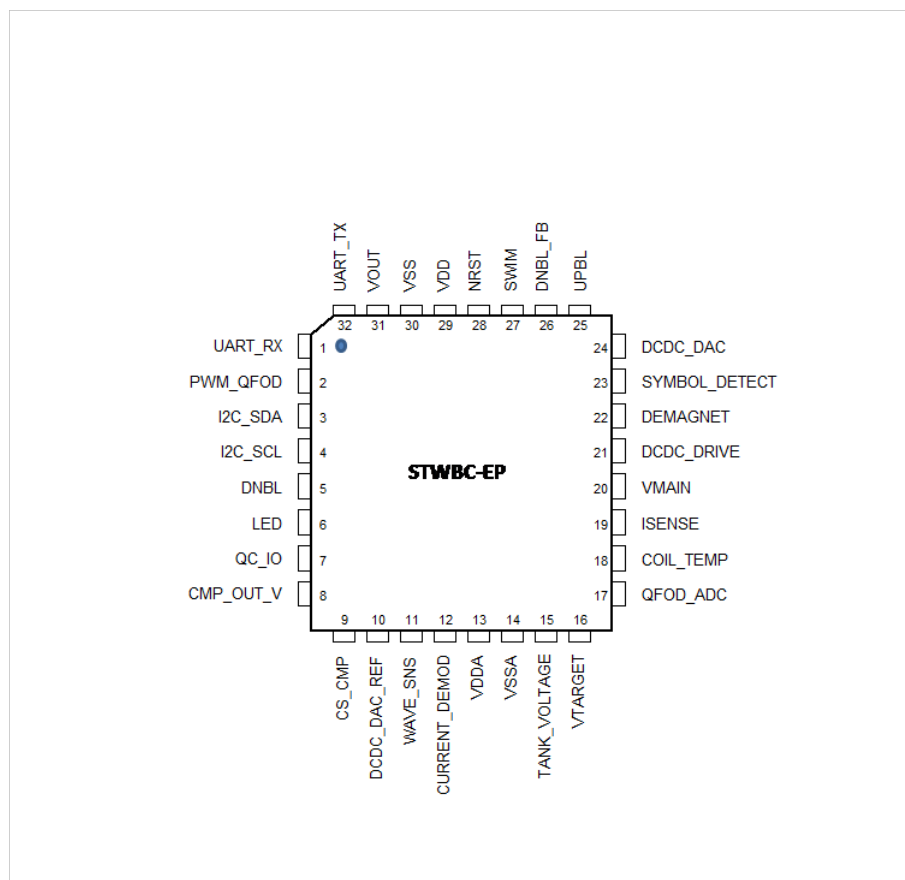 UART_TX
VOUT
VSS
VDD
NRST
SWIM
DNBL_FB
UPBL
32 31 30 29 28 27 26 25
UART_RX 1 24 DCDC_DAC
PWM_QFOD 2 23 SYMBOL_DETECT
I2C_SDA 3 22 DEMAGNET
I2C_SCL 4 21 DCDC_DRIVE
STWBC-EP
DNBL 5 20 VMAIN
LED 6 19 ISENSE
QC_IO 7 18 COIL_TEMP
CMP_OUT_V 8 17 QFOD_ADC
9 10 11 12 13 14 15 16
CS_CMP
DCDC_DAC_REF
WAVE_SNS
CURRENT_DEMOD
VDDA
VSSA
TANK_VOLTAGE
VTARGET